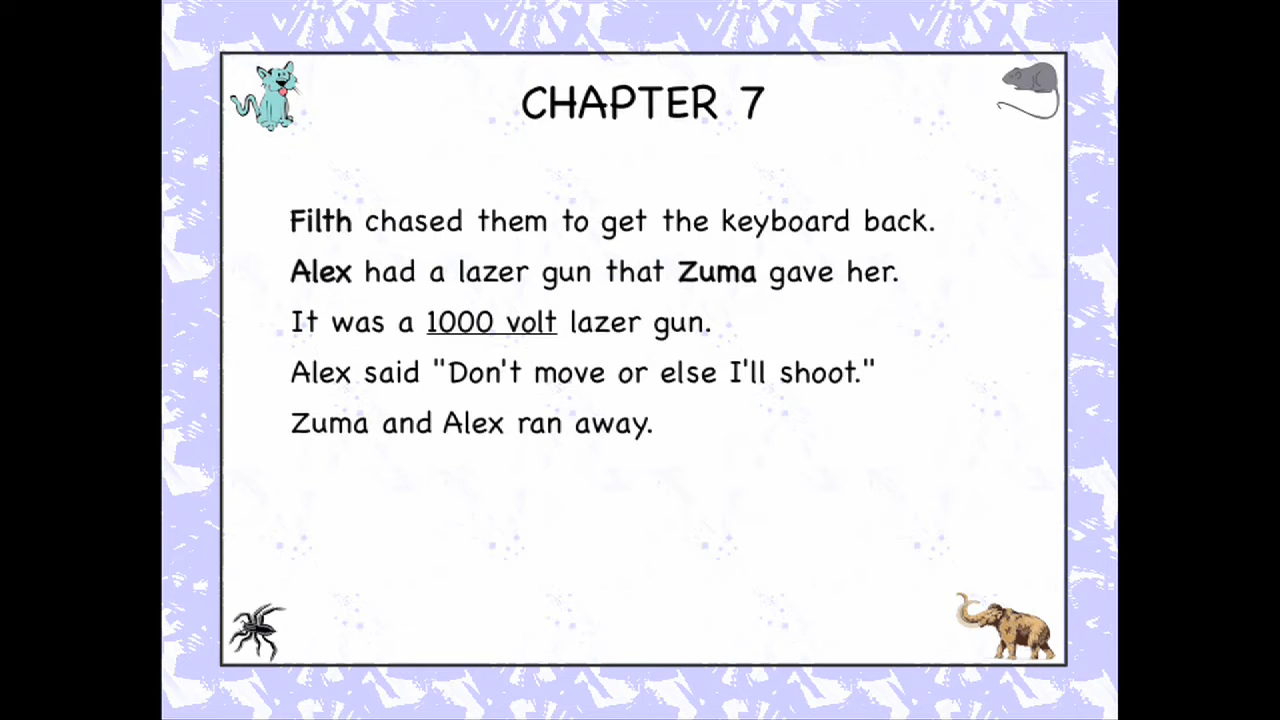 CHAPTER 7
Filth chased them to get the keyboard back.
Alex had a lazer gun that Zuma gave her.
It was a 1000 volt lazer gun.
Alex said "Don't move or else I'll shoot."
Zuma and Alex ran away.